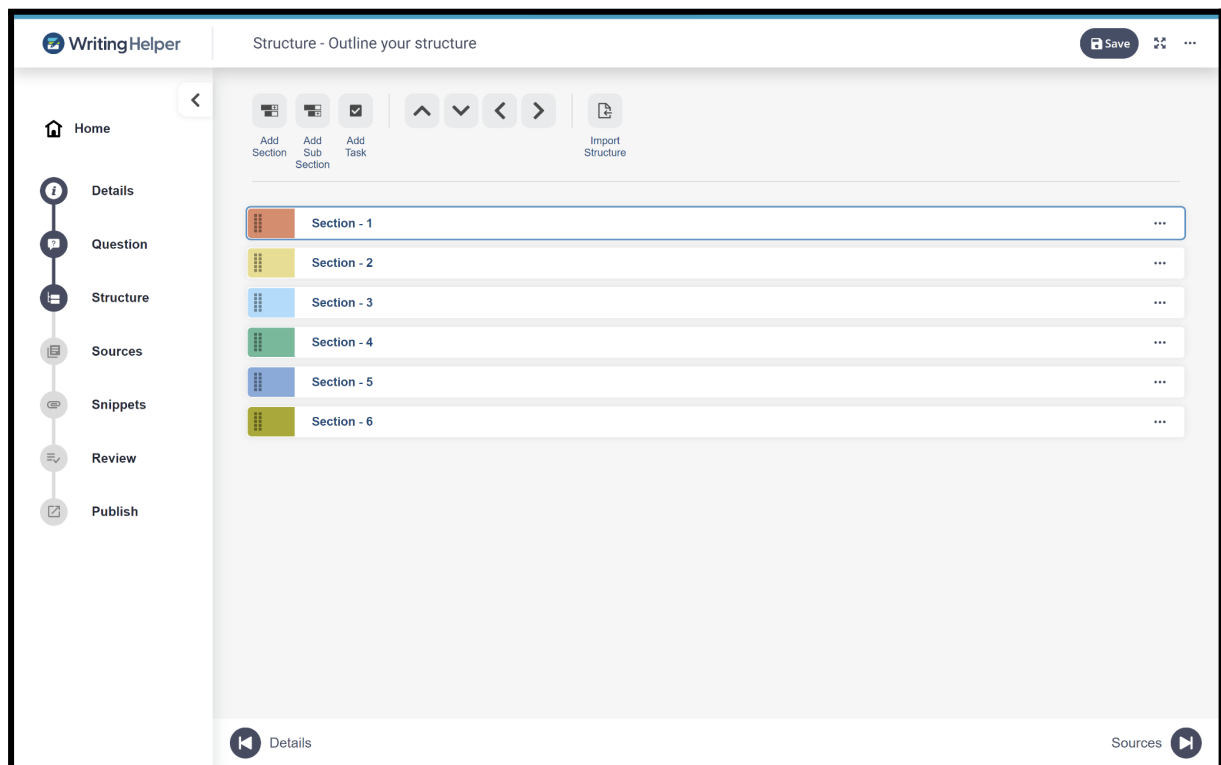 WritingHelper
Structure - Outline your structure
Save
Home
Details
Question
Structure
Sources
Snippets
Review
Publish
Add Section
Add Sub Section
Add Task
Import Structure
Section - 1
Section - 2
Section - 3
Section - 4
Section - 5
Section - 6
Details
Sources